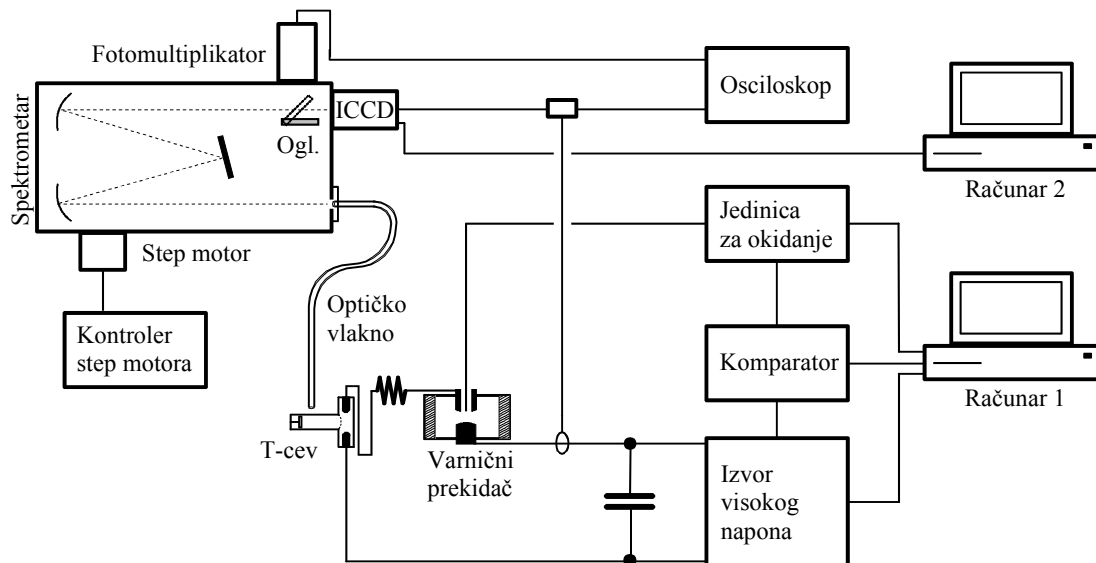 Fotomultiplikator
Osciloskop
Spektrometar
ICCD
Ogl.
Računar 2
Jedinica
za okidanje
Step motor
Optičko
vlakno
Kontroler
step motora
Komparator
Računar 1
T-cev
Varnični
prekidač
Izvor
visokog
napona